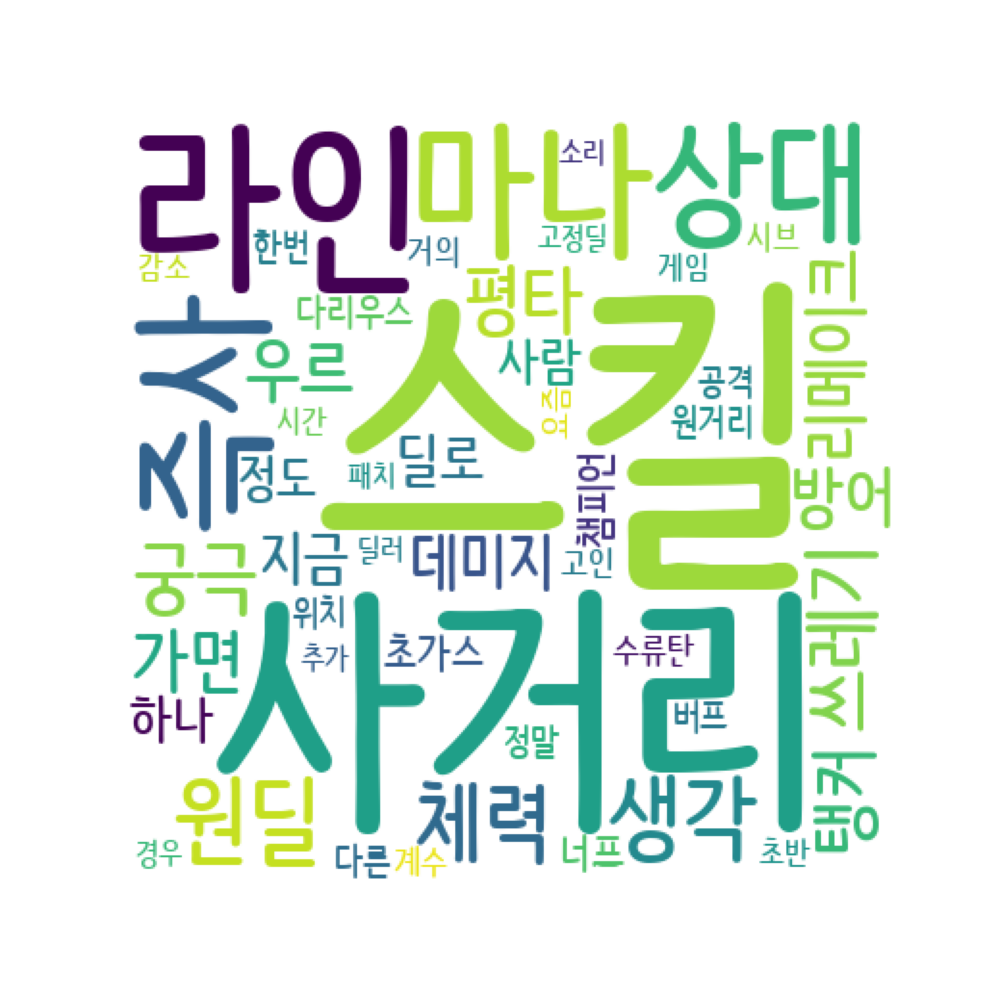 라인
마나
소리
상대
한번
거의
고정딜
시브
감소
게임
다리우스
평타
리메이크
즉사
스킬
우르
사람
공격
시간
요즘
원거리
정도
패치
딜로
챔피언
방어
궁극
지금
딜러
데미지
고인
쓰레기
위치
사거리
가면
추가
초가스
수류탄
하나
정말
버프
탱커
원딜
체력
생각
경우
다른
계수
너프
초반